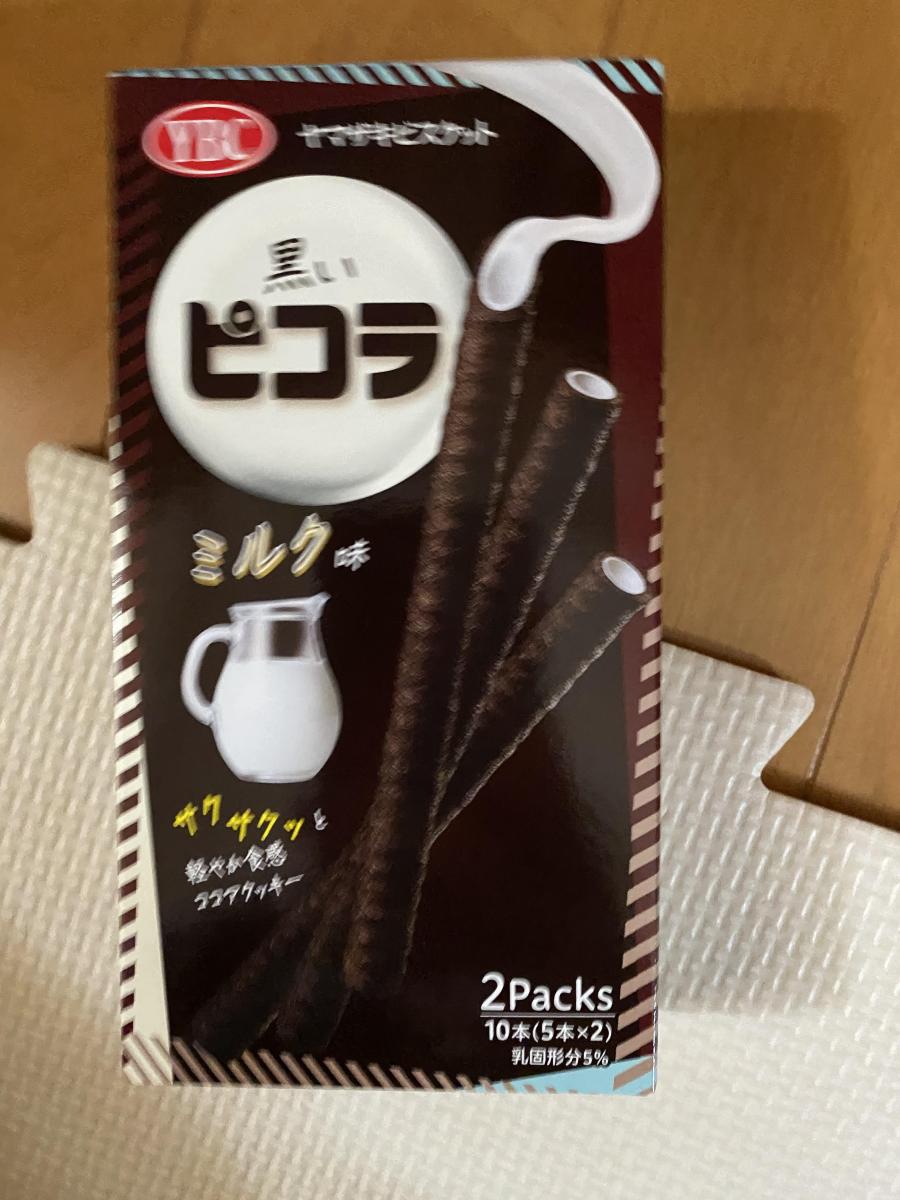 YBC ヤマザキビスケット
黒い
ピコラ
ミルク味
サクサクッと
軽やか食感
ココアクッキー
2Packs
10本(5本×2)
乳固形分5%